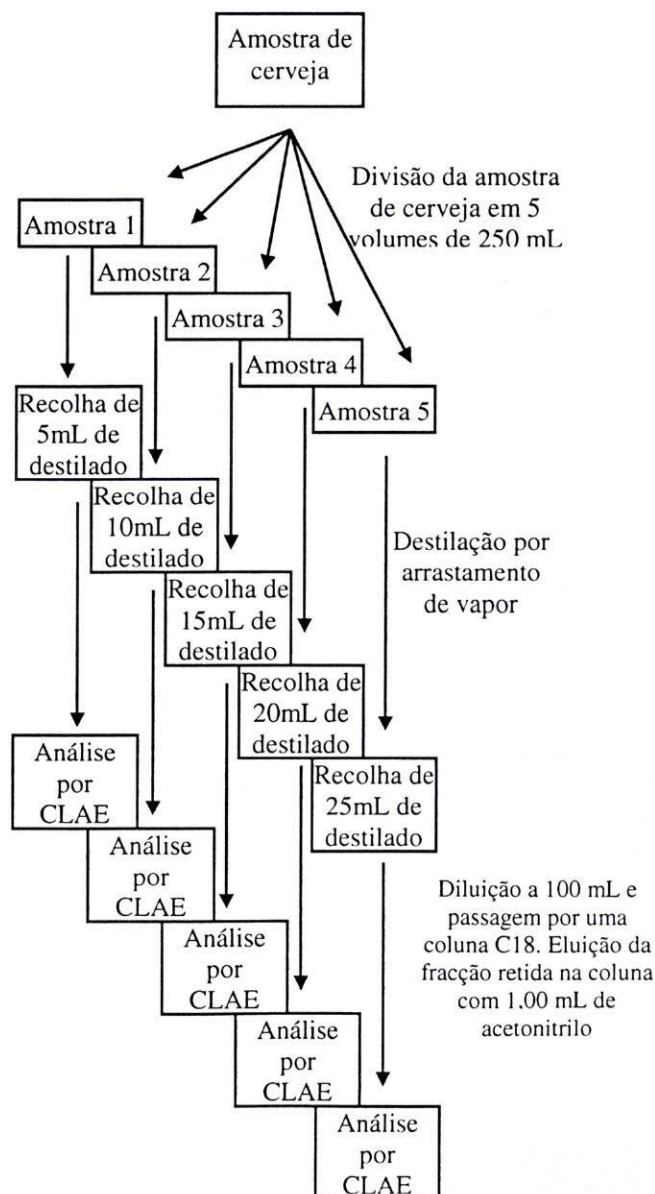 Amostra de
cerveja
Divisão da amostra
de cerveja em 5
volumes de 250 mL
Amostra 1
Amostra 2
Amostra 3
Amostra 4
Amostra 5
Recolha de
5mL de
destilado
Recolha de
10mL de
destilado
Recolha de
15mL de
destilado
Recolha de
20mL de
destilado
Recolha de
25mL de
destilado
Destilação por
arrastamento
de vapor
Análise
por
CLAE
Análise
por
CLAE
Análise
por
CLAE
Análise
por
CLAE
Análise
por
CLAE
Diluição a 100 mL e
passagem por uma
coluna C18. Eluição da
fracção retida na coluna
com 1,00 mL de
acetonitrilo